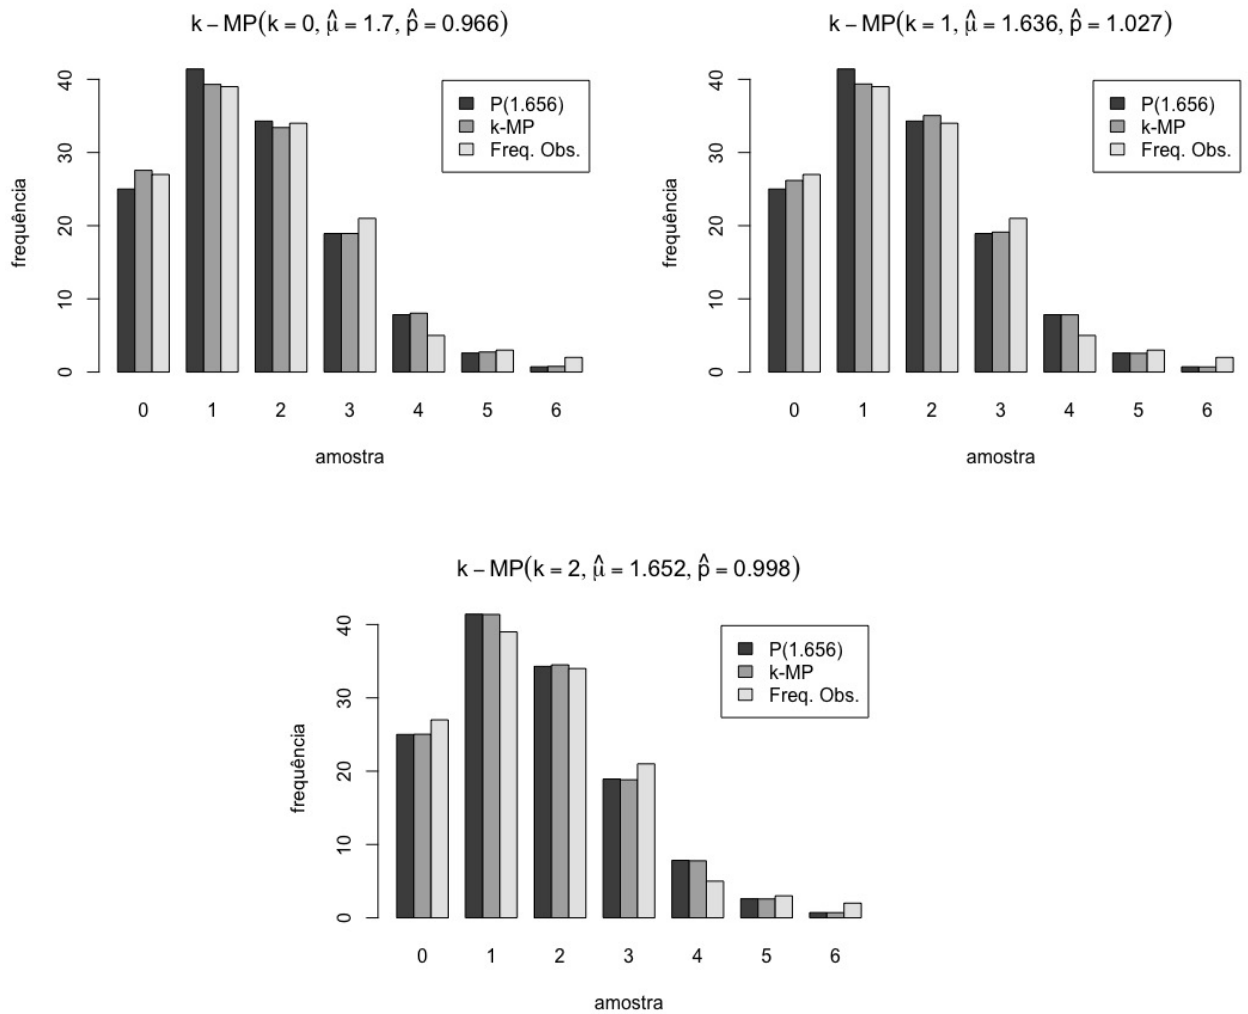 k − MP(k = 0, μ̂ = 1.7, p̂ = 0.966)
frequência
40
30
20
10
0
P(1.656)
k-MP
Freq. Obs.
0 1 2 3 4 5 6
amostra
k − MP(k = 1, μ̂ = 1.636, p̂ = 1.027)
frequência
40
30
20
10
0
P(1.656)
k-MP
Freq. Obs.
0 1 2 3 4 5 6
amostra
k − MP(k = 2, μ̂ = 1.652, p̂ = 0.998)
frequência
40
30
20
10
0
P(1.656)
k-MP
Freq. Obs.
0 1 2 3 4 5 6
amostra